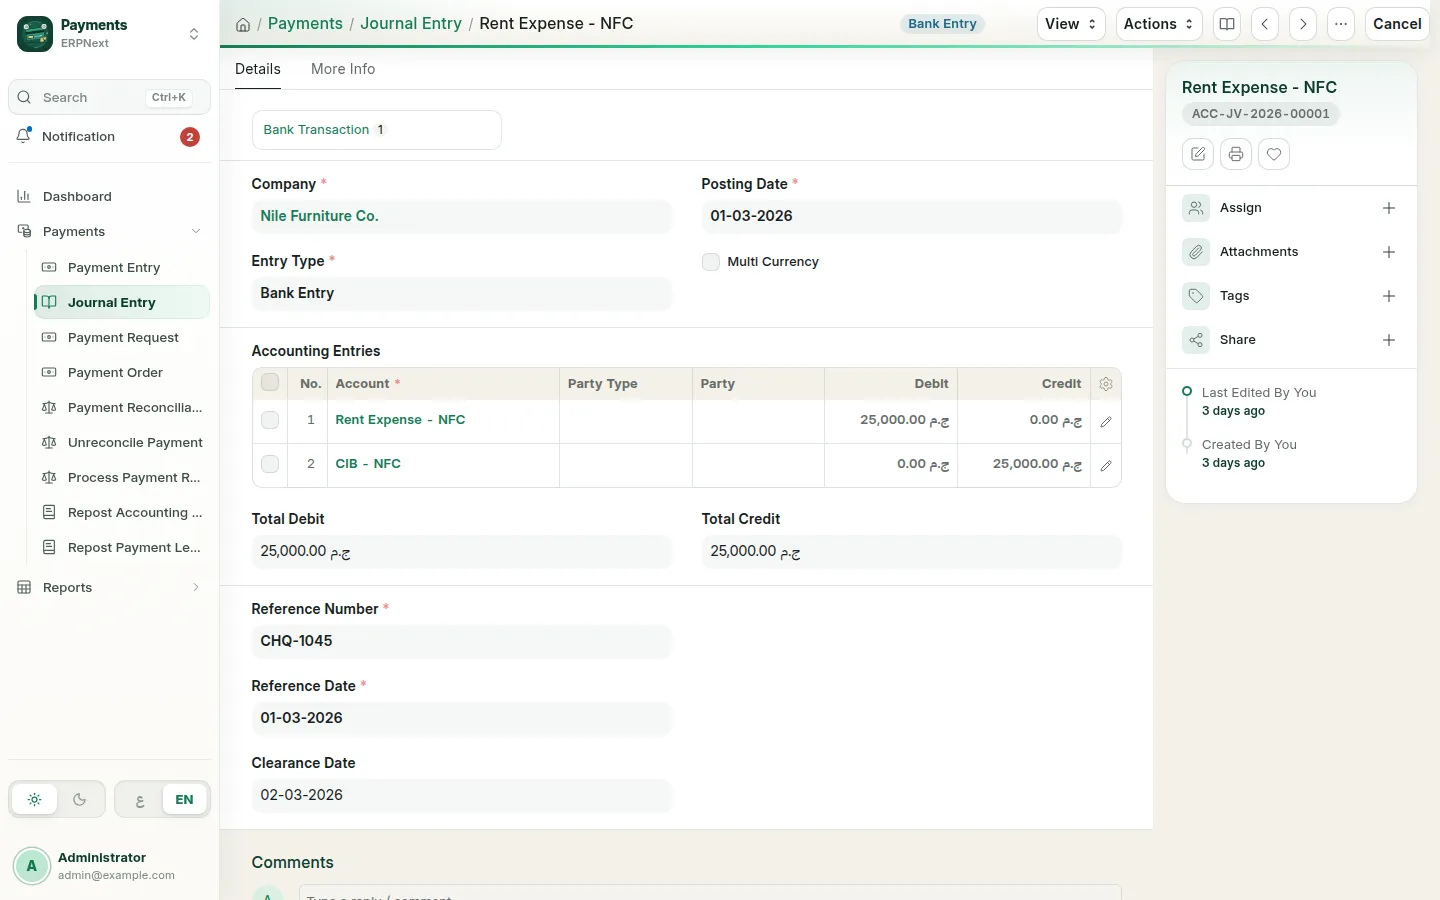 Payments
ERPNext
Search Ctrl+K
Notification 2
Dashboard
Payments
Payment Entry
Journal Entry
Payment Request
Payment Order
Payment Reconcilia...
Unreconcile Payment
Process Payment R...
Repost Accounting ...
Repost Payment Le...
Reports
ع EN
A
Administrator
admin@example.com
/ Payments / Journal Entry / Rent Expense - NFC
Bank Entry
View
Actions
Cancel
Details More Info
Bank Transaction 1
Company *
Nile Furniture Co.
Posting Date *
01-03-2026
Entry Type *
Bank Entry
Multi Currency
Accounting Entries
No. Account * Party Type Party Debit Credit
1 Rent Expense - NFC 25,000.00 ج.م 0.00 ج.م
2 CIB - NFC 0.00 ج.م 25,000.00 ج.م
Total Debit
25,000.00 ج.م
Total Credit
25,000.00 ج.م
Reference Number *
CHQ-1045
Reference Date *
01-03-2026
Clearance Date
02-03-2026
Comments
A
Type a reply / comment
Rent Expense - NFC
ACC-JV-2026-00001
Assign
Attachments
Tags
Share
Last Edited By You
3 days ago
Created By You
3 days ago